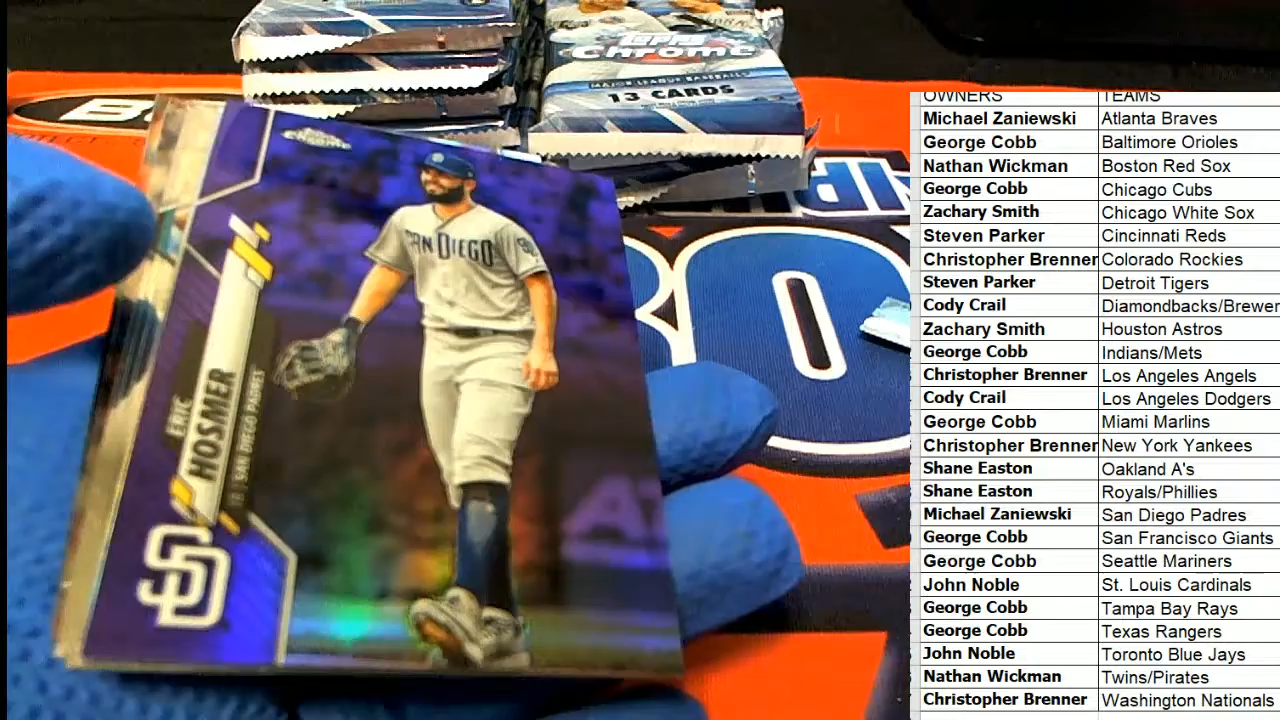 TOPPS
CHROME
MAJOR LEAGUE BASEBALL
13 CARDS
CHROME
SAN DIEGO
SD
ERIC
HOSMER
1B | SAN DIEGO PADRES
SD
OWNERS TEAMS
Michael Zaniewski Atlanta Braves
George Cobb Baltimore Orioles
Nathan Wickman Boston Red Sox
George Cobb Chicago Cubs
Zachary Smith Chicago White Sox
Steven Parker Cincinnati Reds
Christopher Brenner Colorado Rockies
Steven Parker Detroit Tigers
Cody Crail Diamondbacks/Brewer
Zachary Smith Houston Astros
George Cobb Indians/Mets
Christopher Brenner Los Angeles Angels
Cody Crail Los Angeles Dodgers
George Cobb Miami Marlins
Christopher Brenner New York Yankees
Shane Easton Oakland A's
Shane Easton Royals/Phillies
Michael Zaniewski San Diego Padres
George Cobb San Francisco Giants
George Cobb Seattle Mariners
John Noble St. Louis Cardinals
George Cobb Tampa Bay Rays
George Cobb Texas Rangers
John Noble Toronto Blue Jays
Nathan Wickman Twins/Pirates
Christopher Brenner Washington Nationals